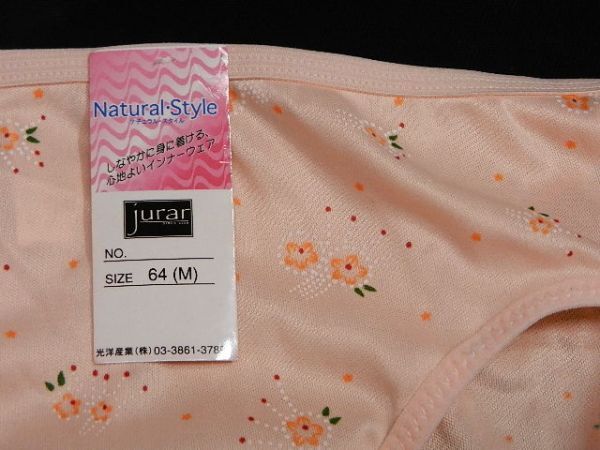 Natural・Style
ナチュラル・スタイル
しなやかに身に着ける、
心地よいインナーウェア
jurar
NO.
SIZE 64 (M)
光洋産業(株) 03-3861-378